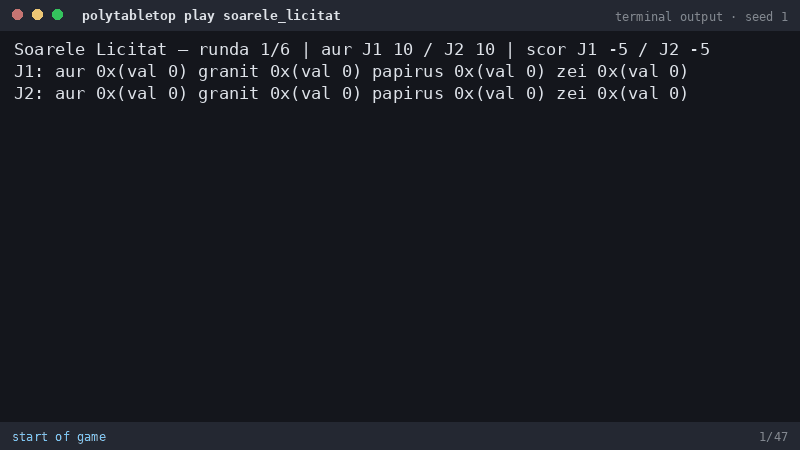 polytabletop play soarele_licitat
terminal output · seed 1
Soarele Licitat — runda 1/6 | aur J1 10 / J2 10 | scor J1 -5 / J2 -5
J1: aur 0x(val 0) granit 0x(val 0) papirus 0x(val 0) zei 0x(val 0)
J2: aur 0x(val 0) granit 0x(val 0) papirus 0x(val 0) zei 0x(val 0)
start of game
1/47